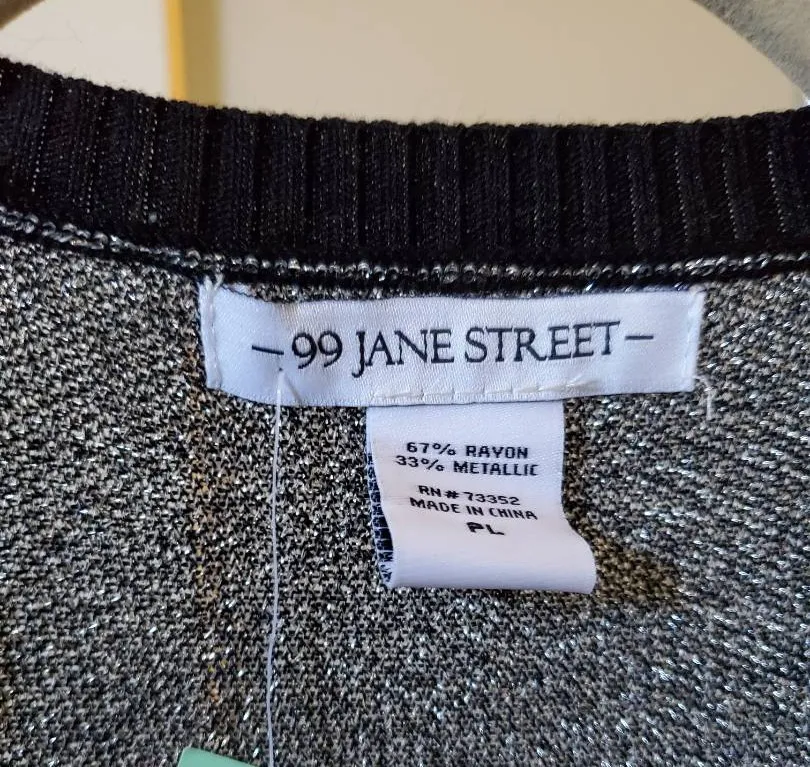 -99 JANE STREET-
67% RAYON
33% METALLIC
RN#73352
MADE IN CHINA
PL